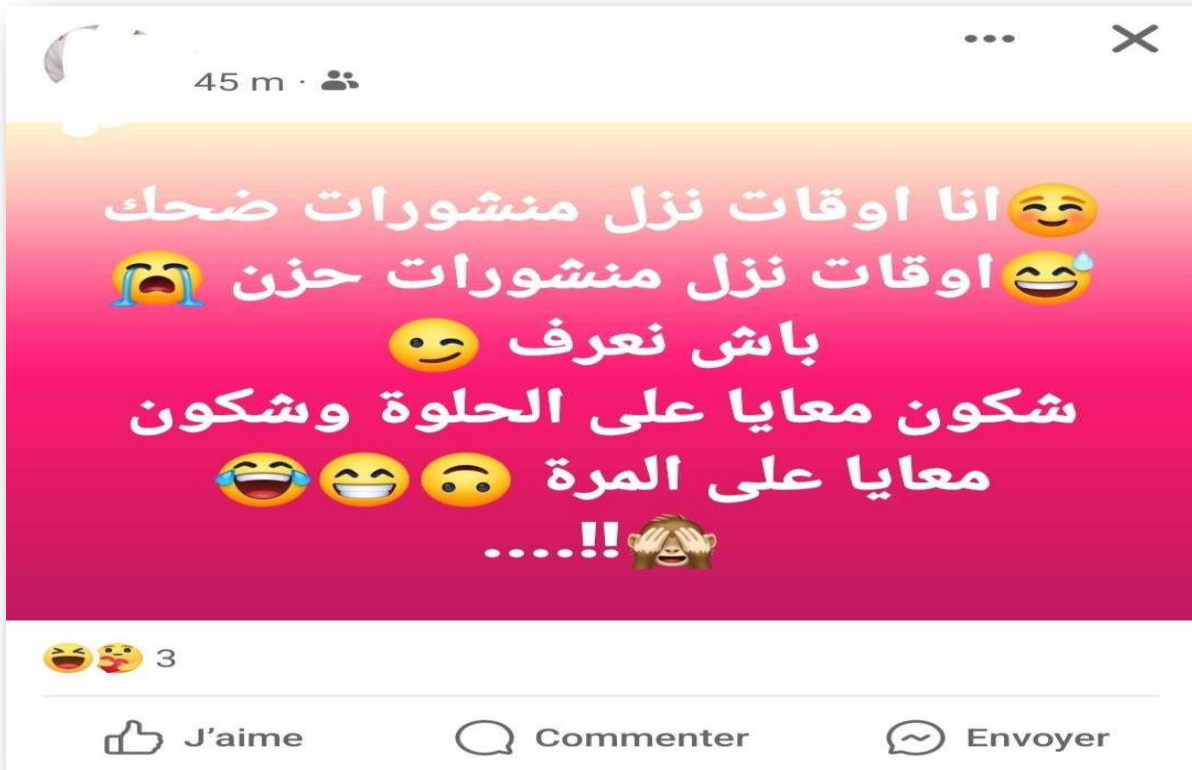 45 m ·
☺️انا اوقات نزل منشورات ضحك
😅اوقات نزل منشورات حزن 😭
باش نعرف 😉
شكون معايا على الحلوة وشكون
معايا على المرة 🙃😁😂
🙈!!....
3
J'aime
Commenter
Envoyer